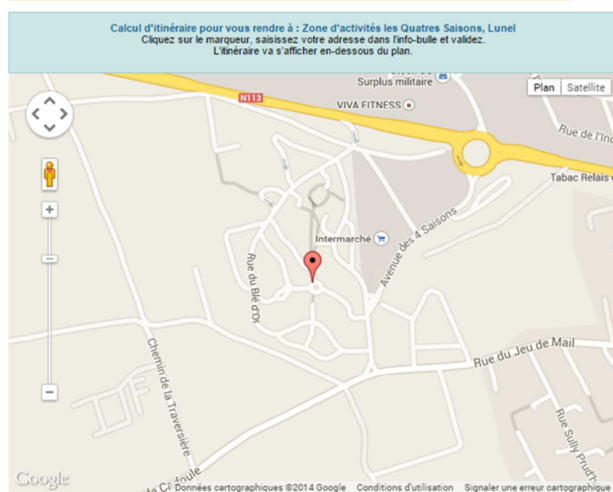 Calcul d'itinéraire pour vous rendre à : Zone d'activités les Quatres Saisons, Lunel
Cliquez sur le marqueur, saisissez votre adresse dans l'info-bulle et validez.
L'itinéraire va s'afficher en-dessous du plan.
Surplus militaire
Plan
Satellite
N113
VIVA FITNESS
Rue de l'Ind
Tabac Relais
Intermarché
Avenue des 4 Saisons
Rue du Blé d'Or
Chemin de la Traversière
Rue du Jeu de Mail
Rue Sully Prud'h
Google
de Cadoule
Données cartographiques ©2014 Google
Conditions d'utilisation
Signaler une erreur cartographique